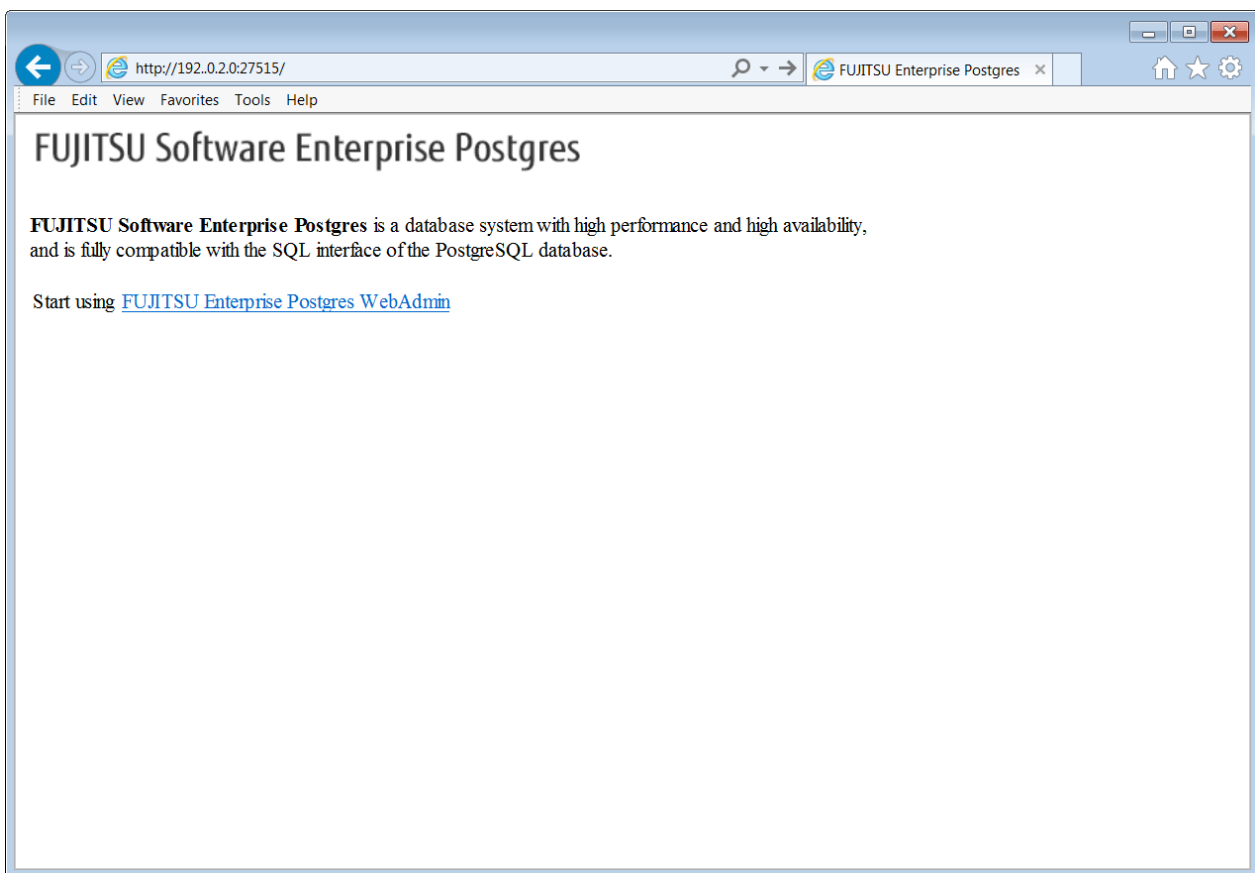 http://192..0.2.0:27515/
FUJITSU Enterprise Postgres
File Edit View Favorites Tools Help
FUJITSU Software Enterprise Postgres
FUJITSU Software Enterprise Postgres is a database system with high performance and high availability,
and is fully compatible with the SQL interface of the PostgreSQL database.
Start using FUJITSU Enterprise Postgres WebAdmin